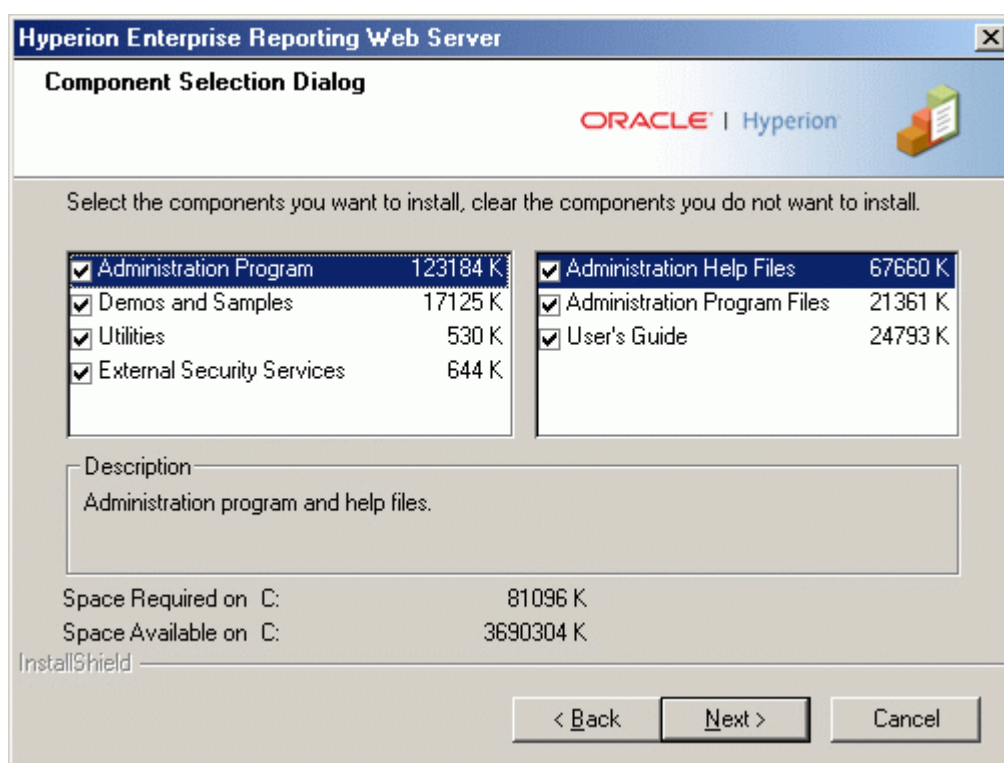 Hyperion Enterprise Reporting Web Server
Component Selection Dialog
ORACLE | Hyperion
Select the components you want to install, clear the components you do not want to install.
Administration Program 123184 K
Demos and Samples 17125 K
Utilities 530 K
External Security Services 644 K
Administration Help Files 67660 K
Administration Program Files 21361 K
User's Guide 24793 K
Description
Administration program and help files.
Space Required on C: 81096 K
Space Available on C: 3690304 K
InstallShield
< Back
Next >
Cancel